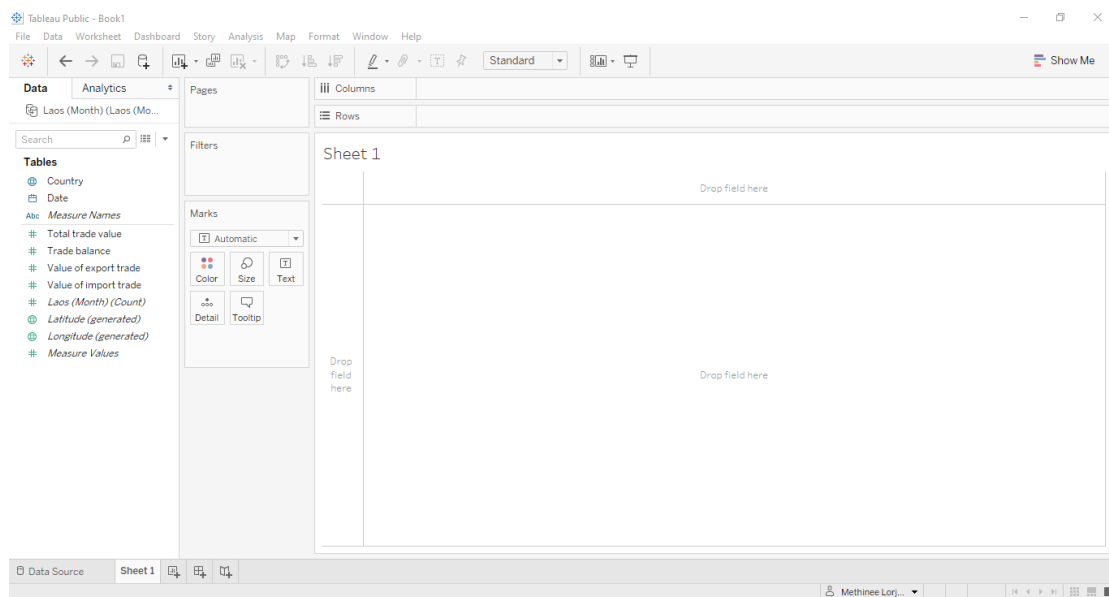 Tableau Public - Book1
File Data Worksheet Dashboard Story Analysis Map Format Window Help
Standard
Show Me
Data Analytics
Laos (Month) (Laos (Mo...
Search
Tables
Country
Date
Abc Measure Names
# Total trade value
# Trade balance
# Value of export trade
# Value of import trade
# Laos (Month) (Count)
Latitude (generated)
Longitude (generated)
# Measure Values
Pages
Filters
Marks
T Automatic
Color Size Text
Detail Tooltip
Columns
Rows
Sheet 1
Drop field here
Drop
field
here
Drop field here
Data Source Sheet 1
Methinee Lorj...